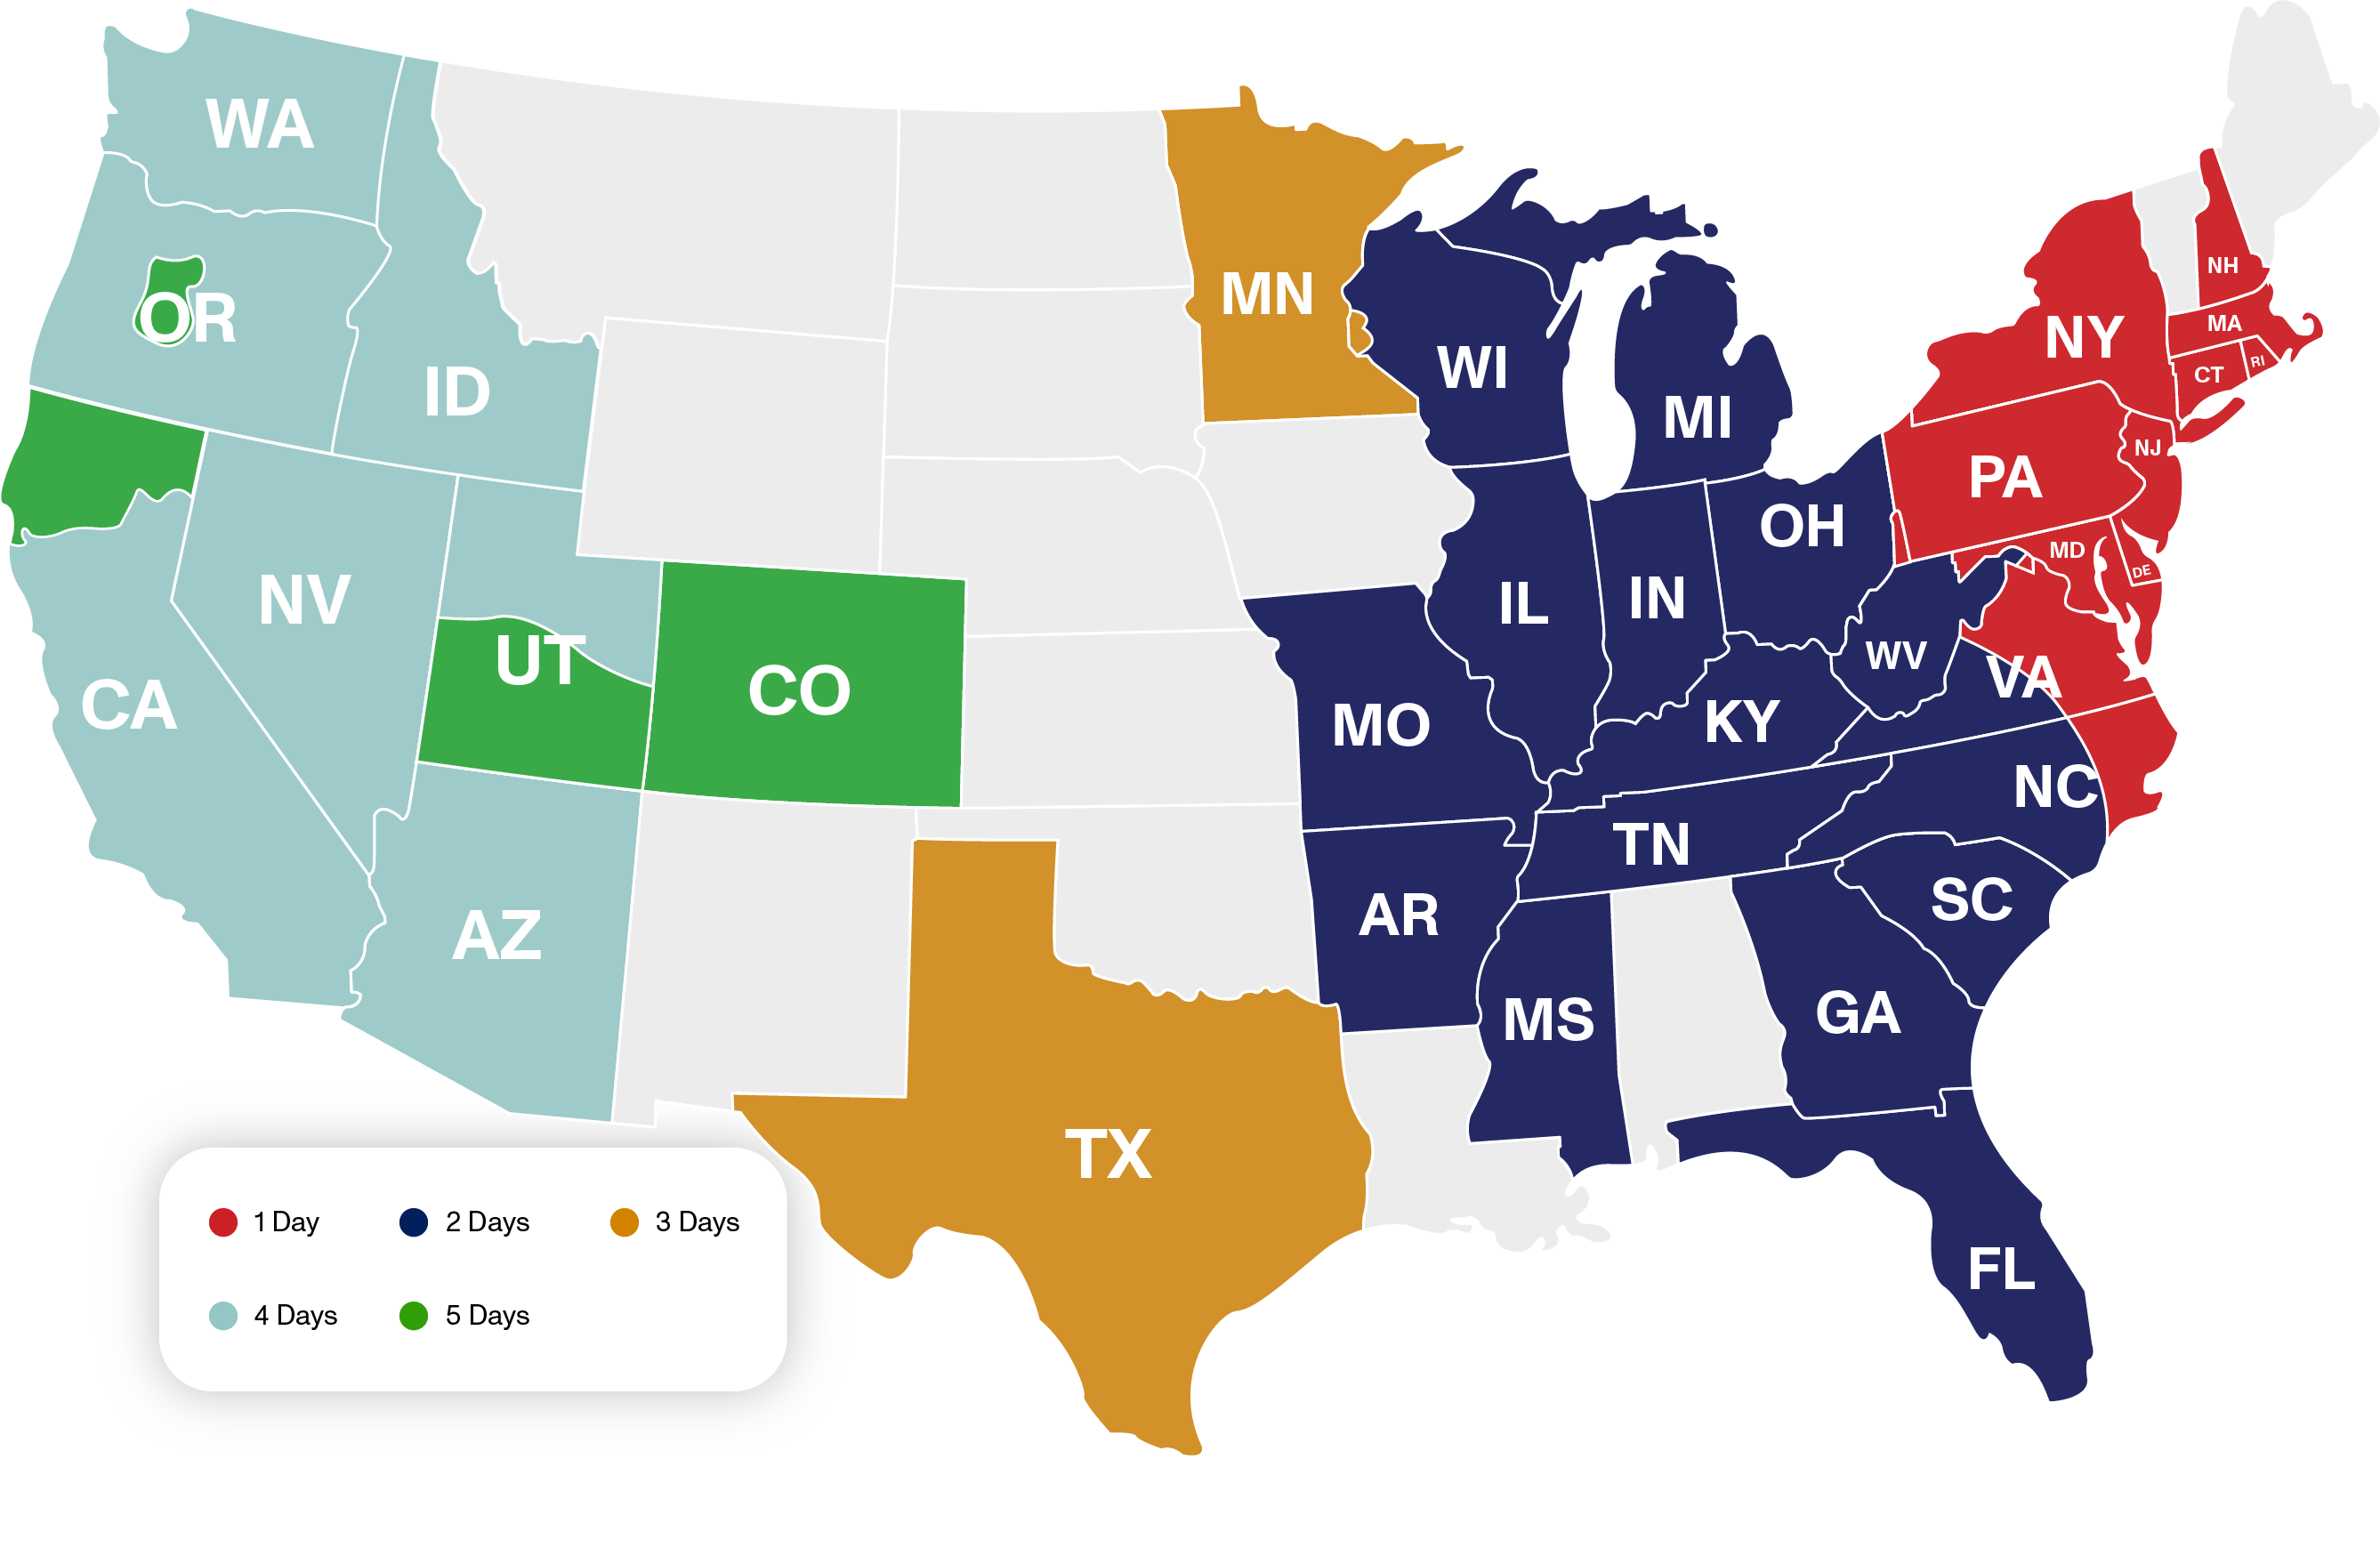 WA
OR
ID
MN
WI
MI
NY
NH
MA
CT
RI
PA
NJ
OH
MD
DE
NV
UT
CO
CA
IL
IN
WV
VA
MO
KY
NC
TN
AZ
AR
SC
MS
GA
TX
FL
1 Day
2 Days
3 Days
4 Days
5 Days